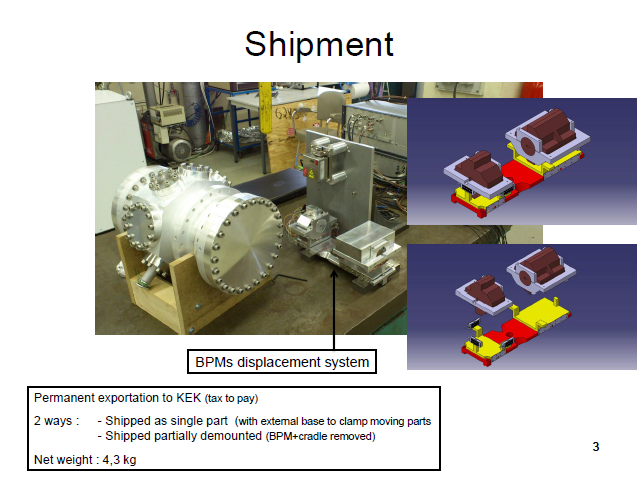 Shipment
BPMs displacement system
Permanent exportation to KEK (tax to pay)
2 ways : - Shipped as single part (with external base to clamp moving parts
- Shipped partially demounted (BPM+cradle removed)
Net weight : 4,3 kg
3